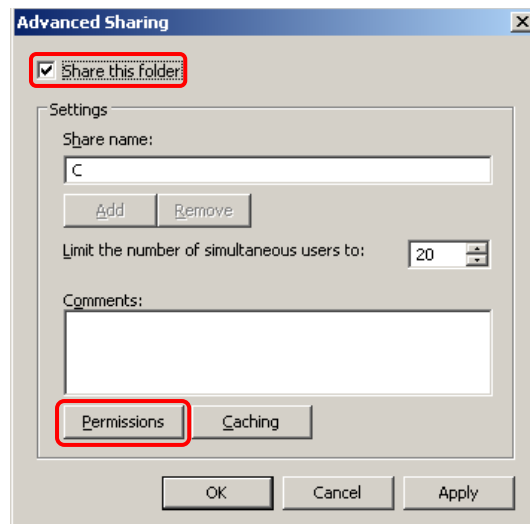 Advanced Sharing
Share this folder
Settings
Share name:
C
Add Remove
Limit the number of simultaneous users to: 20
Comments:
Permissions Caching
OK Cancel Apply